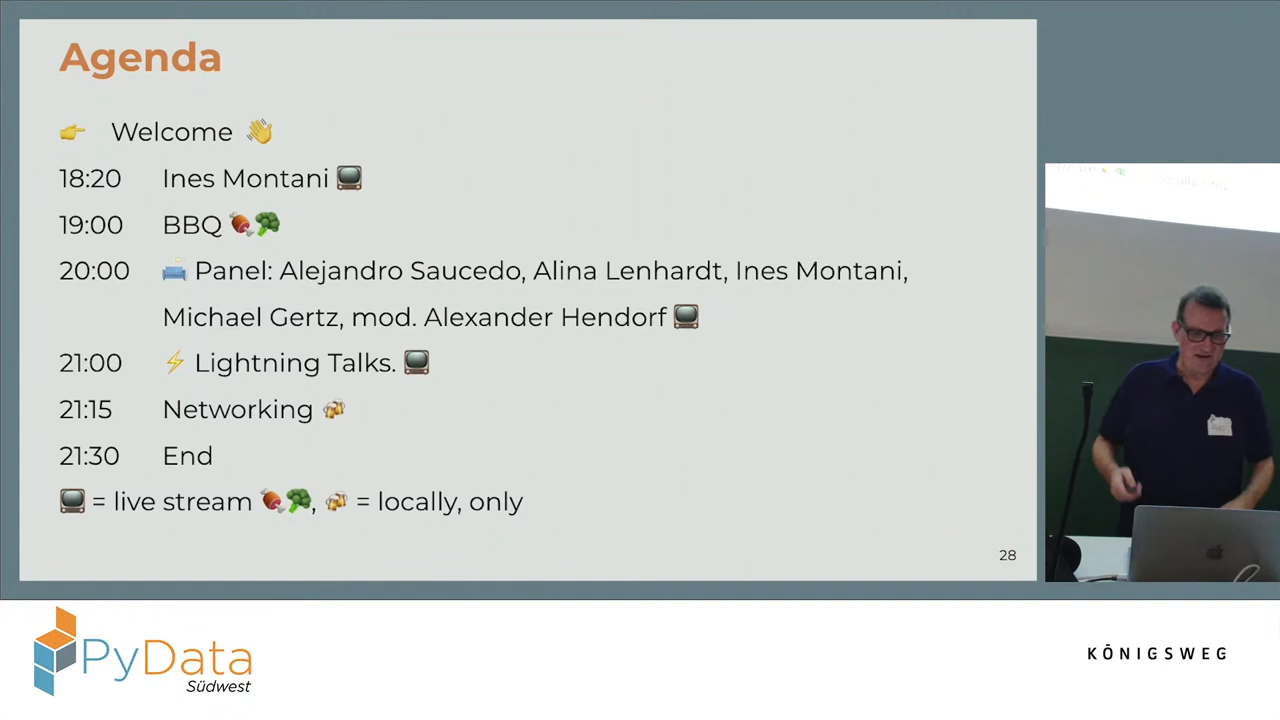 Agenda
👉 Welcome 👋
18:20 Ines Montani 📺
19:00 BBQ 🍖🥦
20:00 🛋 Panel: Alejandro Saucedo, Alina Lenhardt, Ines Montani,
Michael Gertz, mod. Alexander Hendorf 📺
21:00 ⚡ Lightning Talks. 📺
21:15 Networking 🍻
21:30 End
📺 = live stream 🍖🥦, 🍻 = locally, only
28
PyData
Südwest
KÖNIGSWEG